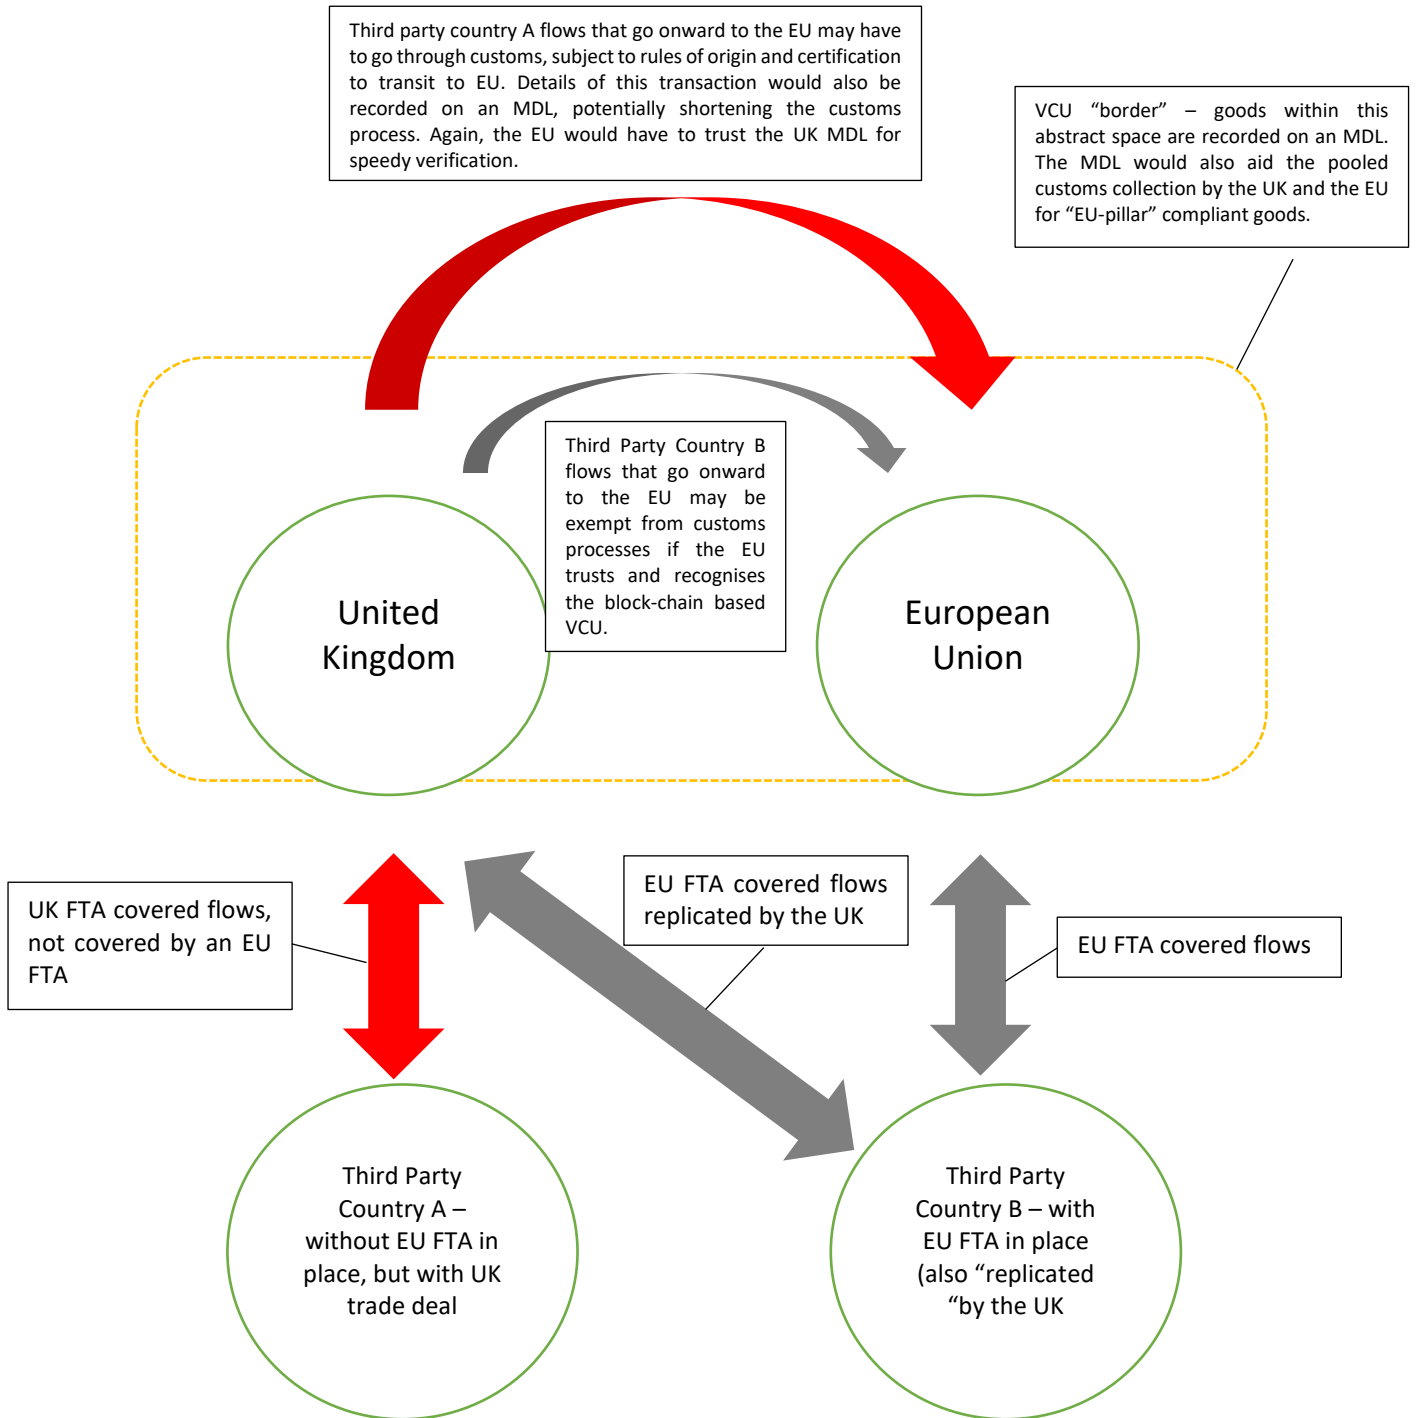 Third party country A flows that go onward to the EU may have
to go through customs, subject to rules of origin and certification
to transit to EU. Details of this transaction would also be
recorded on an MDL, potentially shortening the customs
process. Again, the EU would have to trust the UK MDL for
speedy verification.
VCU “border” – goods within this
abstract space are recorded on an MDL.
The MDL would also aid the pooled
customs collection by the UK and the EU
for “EU-pillar” compliant goods.
Third Party Country B
flows that go onward
to the EU may be
exempt from customs
processes if the EU
trusts and recognises
the block-chain based
VCU.
United
Kingdom
European
Union
UK FTA covered flows,
not covered by an EU
FTA
EU FTA covered flows
replicated by the UK
EU FTA covered flows
Third Party
Country A –
without EU FTA in
place, but with UK
trade deal
Third Party
Country B – with
EU FTA in place
(also “replicated
“by the UK